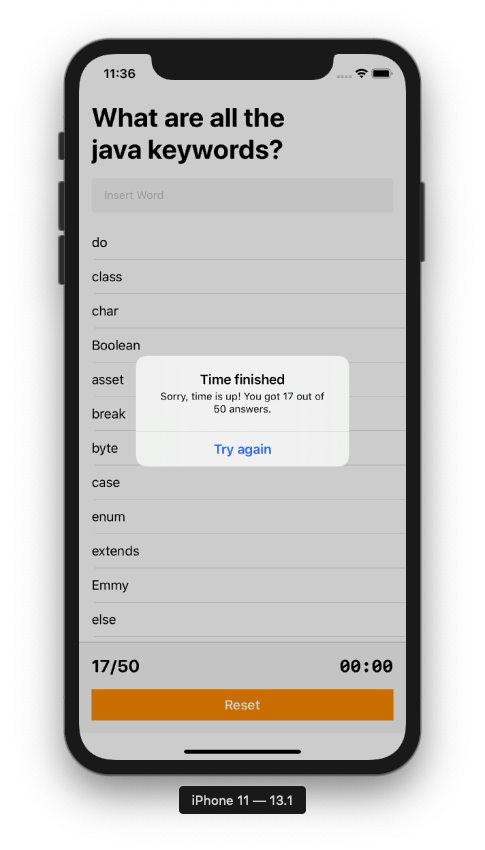 11:36
What are all the
java keywords?
Insert Word
do
class
char
Boolean
asset
break
byte
case
enum
extends
Emmy
else
Time finished
Sorry, time is up! You got 17 out of
50 answers.
Try again
17/50
00:00
Reset
iPhone 11 — 13.1